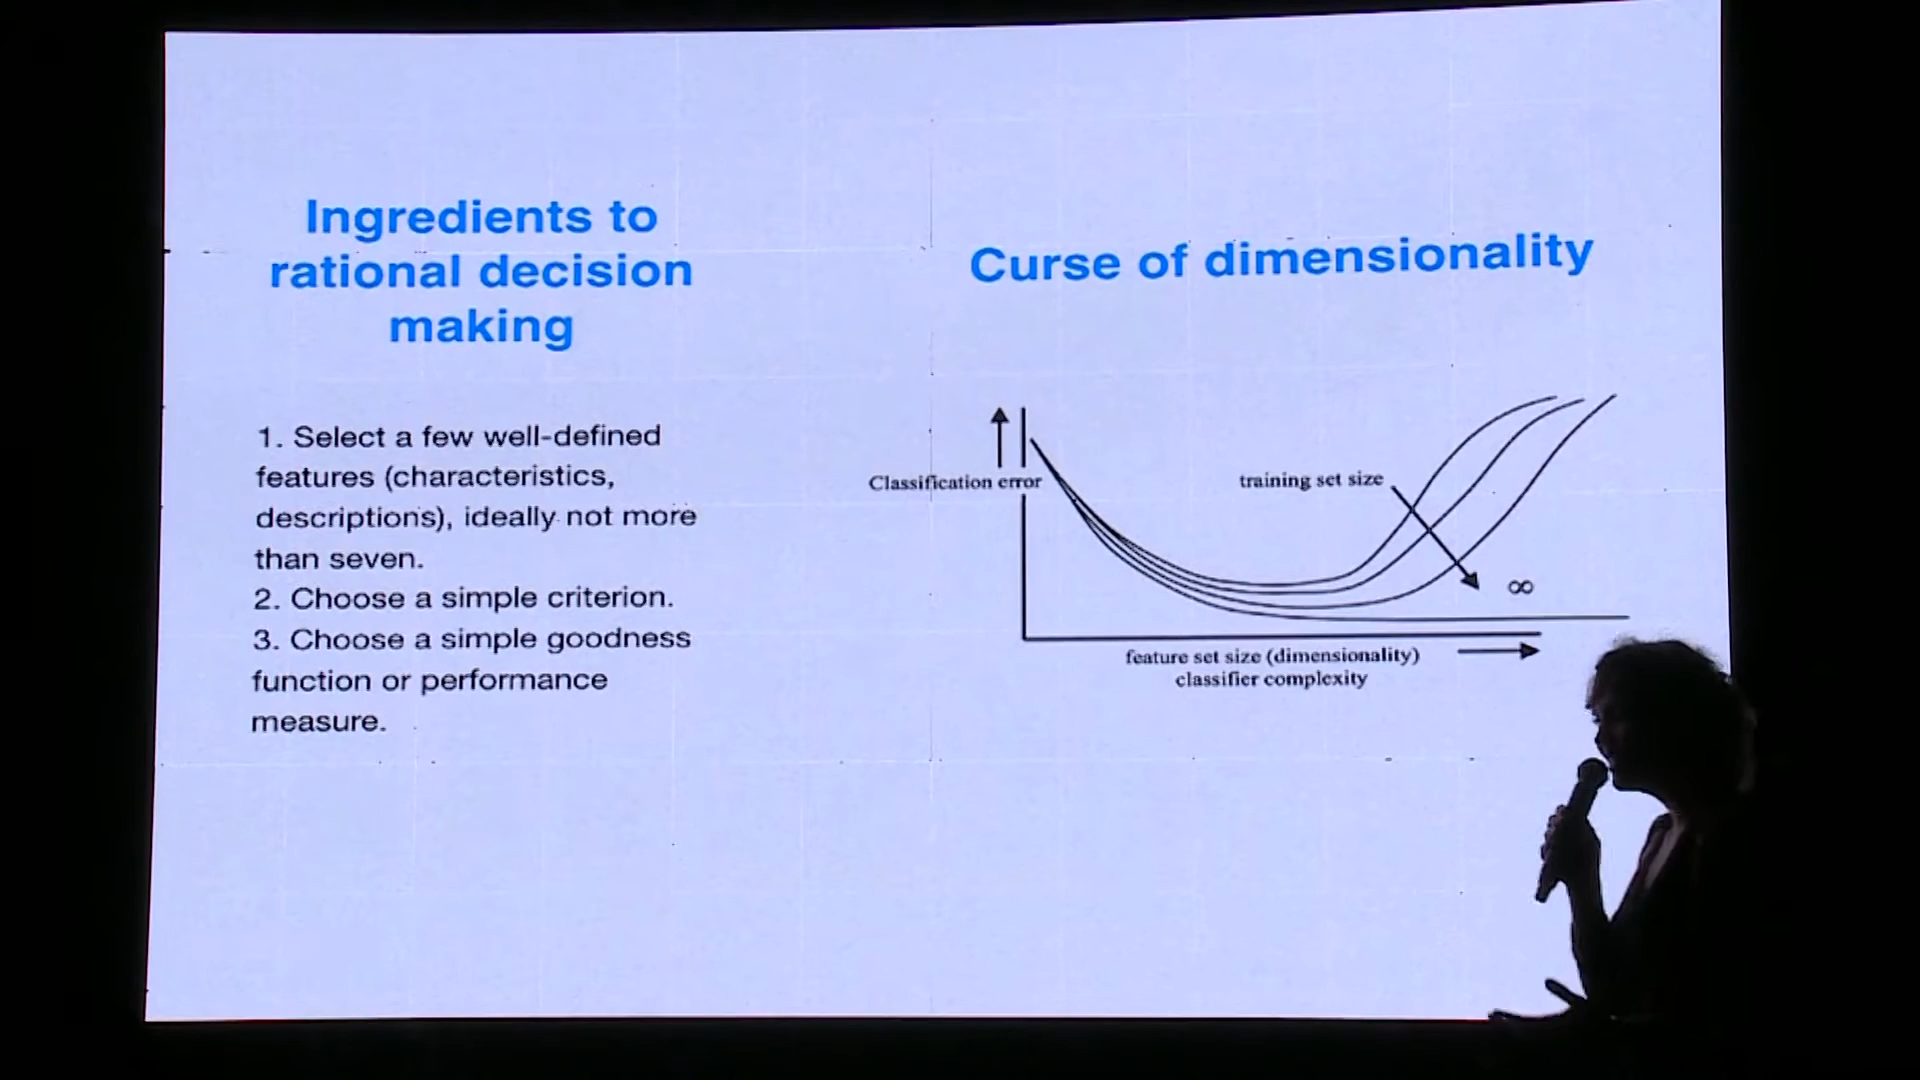 Ingredients to
rational decision
making
1. Select a few well-defined
features (characteristics,
descriptions), ideally not more
than seven.
2. Choose a simple criterion.
3. Choose a simple goodness
function or performance
measure.
Curse of dimensionality
Classification error
training set size
∞
feature set size (dimensionality)
classifier complexity